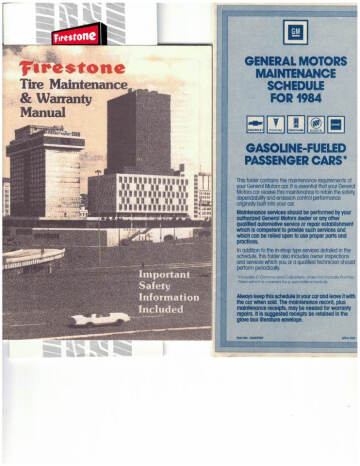 Firestone
Firestone
Tire Maintenance
& Warranty
Manual
Important
Safety
Information
Included
GM
GENERAL MOTORS
MAINTENANCE
SCHEDULE
FOR 1984
GASOLINE-FUELED
PASSENGER CARS*
This folder contains the maintenance requirements of
your General Motors car. It is essential that your General
Motors car receive this maintenance to retain the safety,
dependability and emission control performance
originally built into your car.
Maintenance services should be performed by your
authorized General Motors dealer or any other
qualified automotive service or repair establishment
which is competent to provide such services and
which can be relied upon to use proper parts and
practices.
In addition to the in-shop type services detailed in the
schedule, this folder also includes owner inspections
and services which you or a qualified technician should
perform periodically.
Always keep this schedule in your car and leave it with
the car when sold. The maintenance record, plus
maintenance receipts, may be needed for warranty
repairs. It is suggested receipts be retained in the
glove box literature envelope.